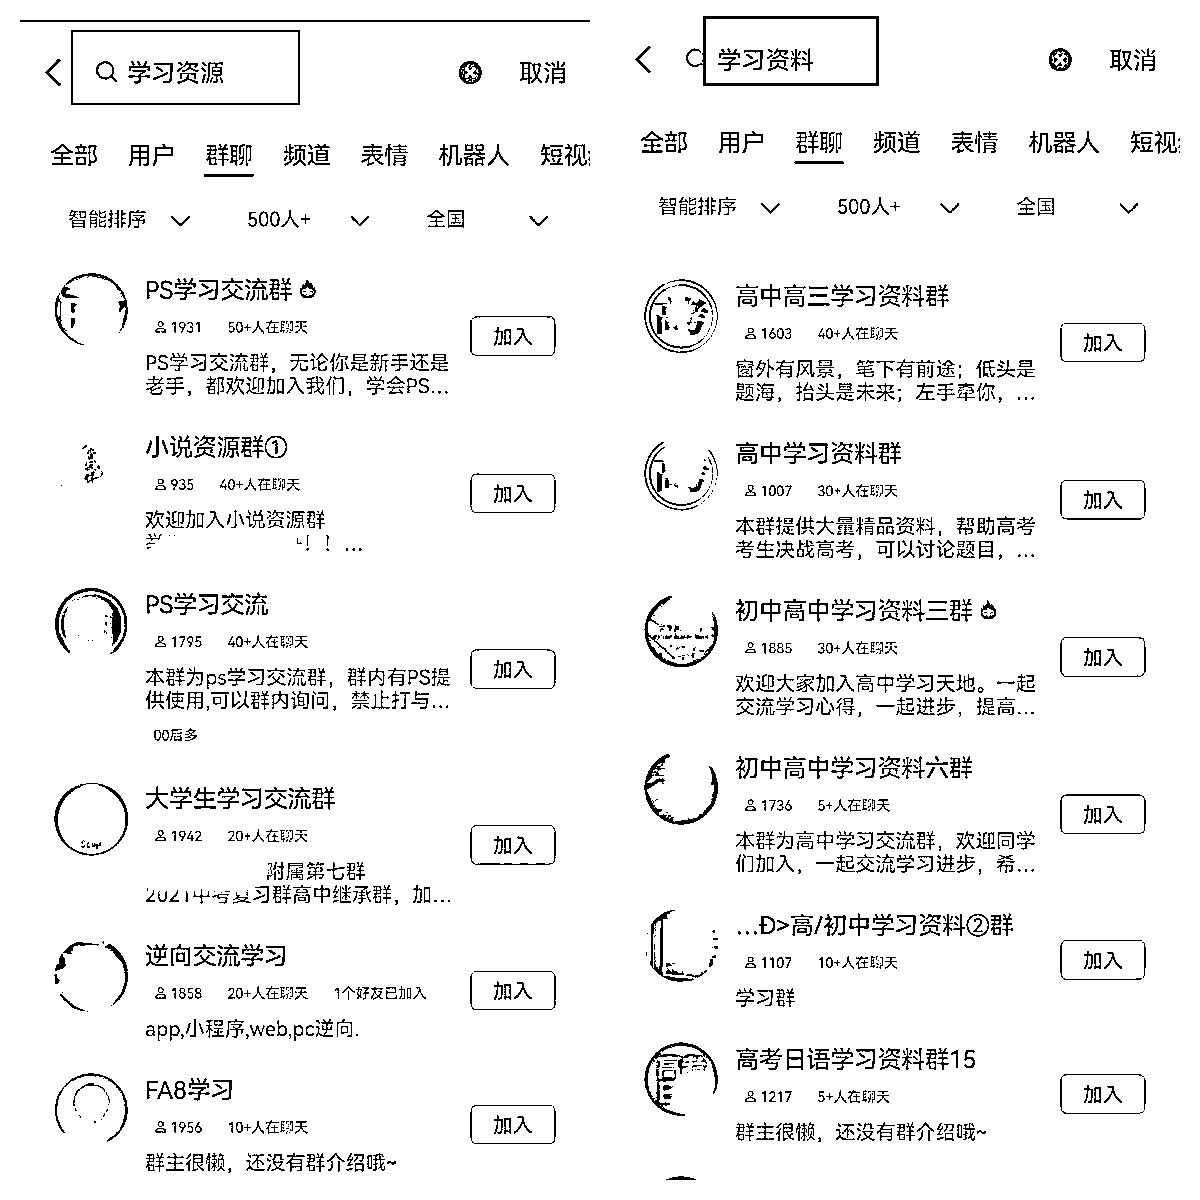 学习资源
取消
全部 用户 群聊 频道 表情 机器人 短视
智能排序 500人+ 全国
PS学习交流群
1931 50+人在聊天
加入
PS学习交流群，无论你是新手还是
老手，都欢迎加入我们，学会PS...
小说资源群①
935 40+人在聊天
加入
欢迎加入小说资源群
...
PS学习交流
1795 40+人在聊天
加入
本群为ps学习交流群，群内有PS提
供使用,可以群内询问，禁止打与...
00后多
大学生学习交流群
1942 20+人在聊天
加入
附属第七群
2021中考复习群高中继承群，加...
逆向交流学习
1858 20+人在聊天 1个好友已加入
加入
app,小程序,web,pc逆向.
FA8学习
1956 10+人在聊天
加入
群主很懒，还没有群介绍哦~
学习资料
取消
全部 用户 群聊 频道 表情 机器人 短视
智能排序 500人+ 全国
高中高三学习资料群
1603 40+人在聊天
加入
窗外有风景，笔下有前途；低头是
题海，抬头是未来；左手牵你，...
高中学习资料群
1007 30+人在聊天
加入
本群提供大量精品资料，帮助高考
考生决战高考，可以讨论题目，...
初中高中学习资料三群
1885 30+人在聊天
加入
欢迎大家加入高中学习天地。一起
交流学习心得，一起进步，提高...
初中高中学习资料六群
1736 5+人在聊天
加入
本群为高中学习交流群，欢迎同学
们加入，一起交流学习进步，希...
...Đ>高/初中学习资料②群
1107 10+人在聊天
加入
学习群
高考日语学习资料群15
1217 5+人在聊天
加入
群主很懒，还没有群介绍哦~